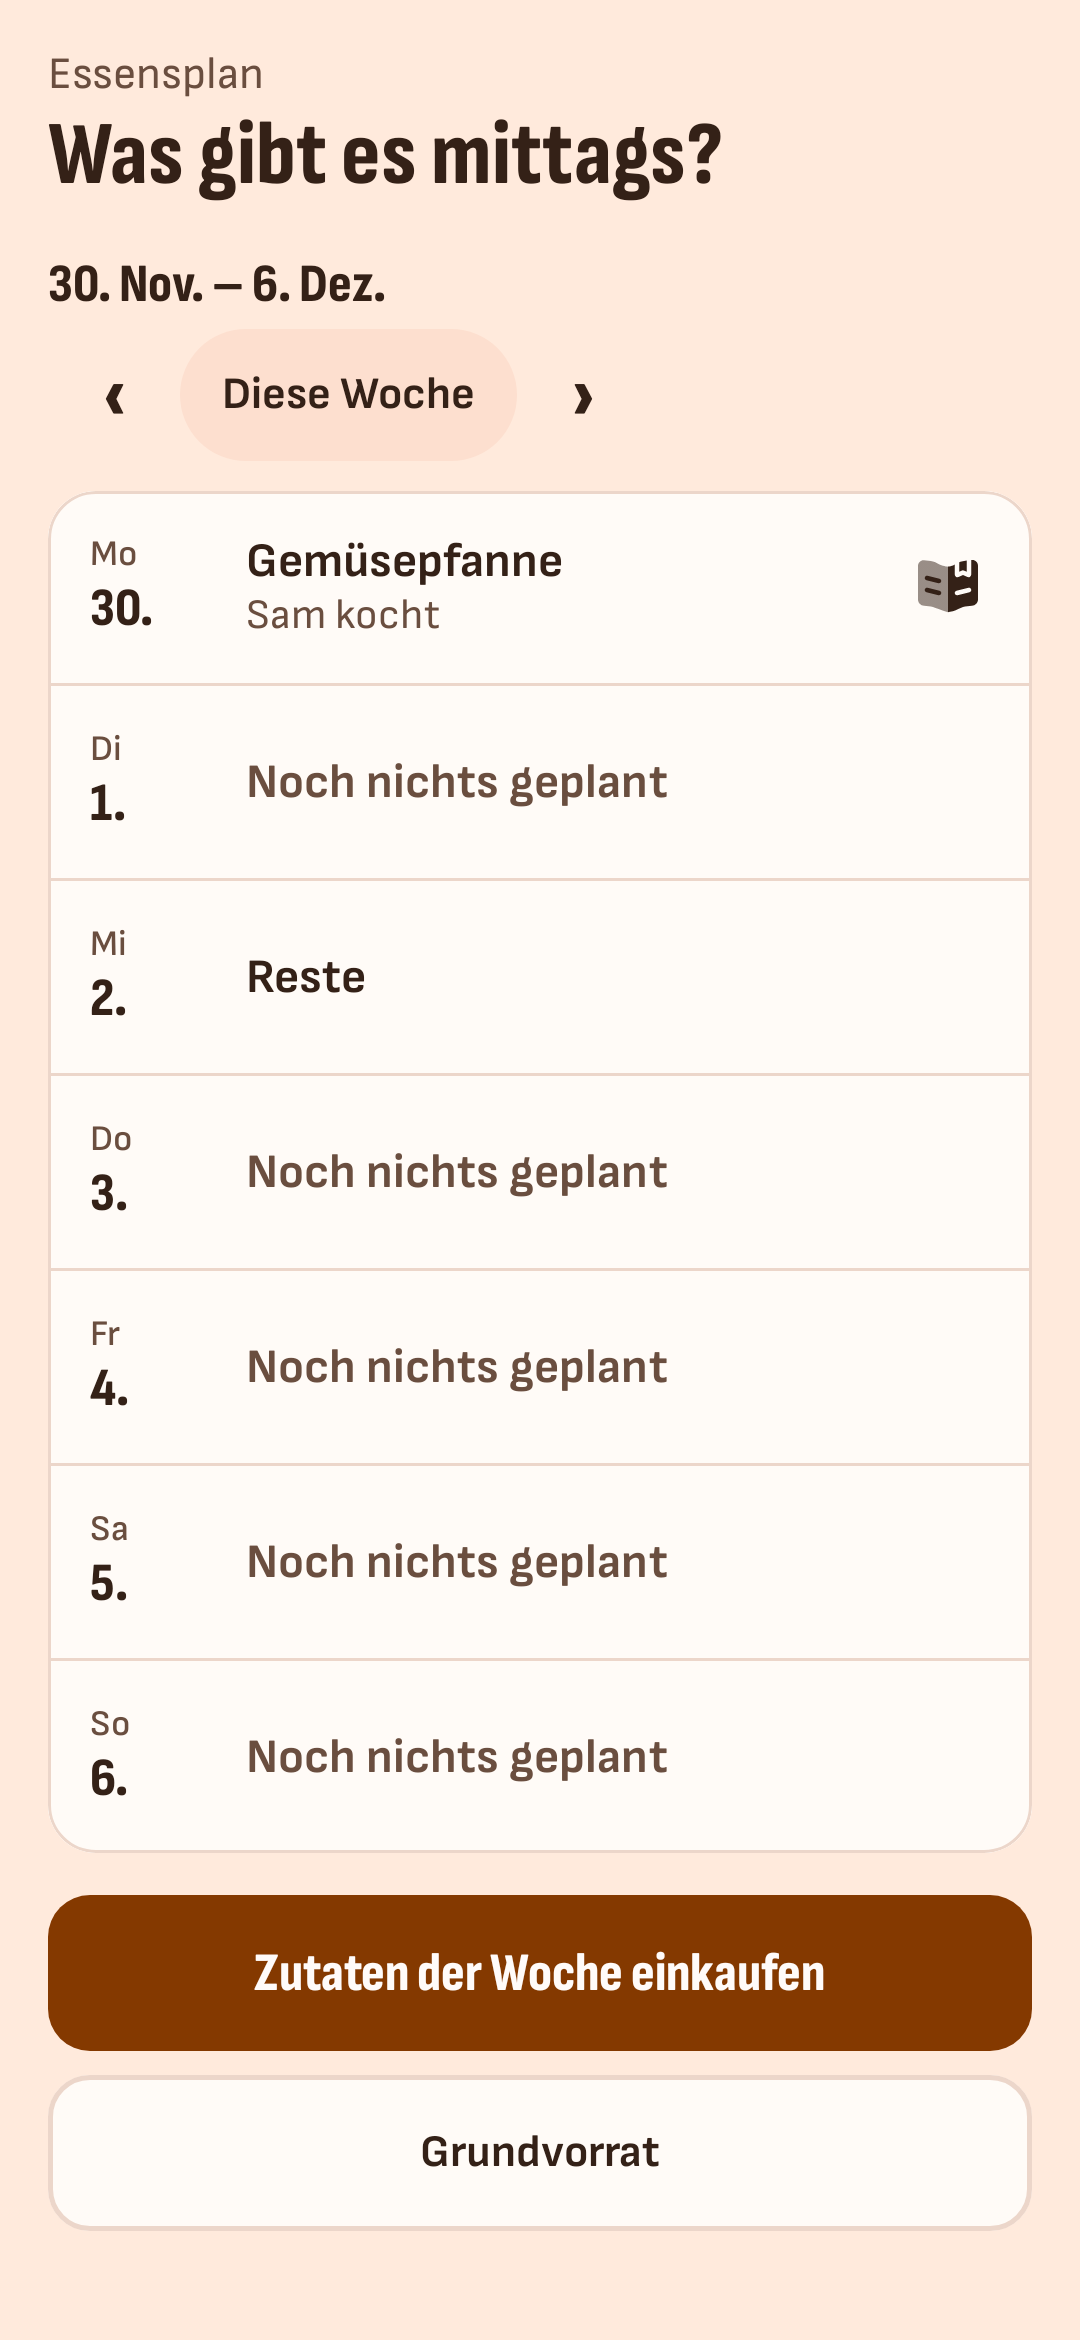 Essensplan
Was gibt es mittags?
30. Nov. – 6. Dez.
‹ Diese Woche ›
Mo
30.
Gemüsepfanne
Sam kocht
Di
1.
Noch nichts geplant
Mi
2.
Reste
Do
3.
Noch nichts geplant
Fr
4.
Noch nichts geplant
Sa
5.
Noch nichts geplant
So
6.
Noch nichts geplant
Zutaten der Woche einkaufen
Grundvorrat